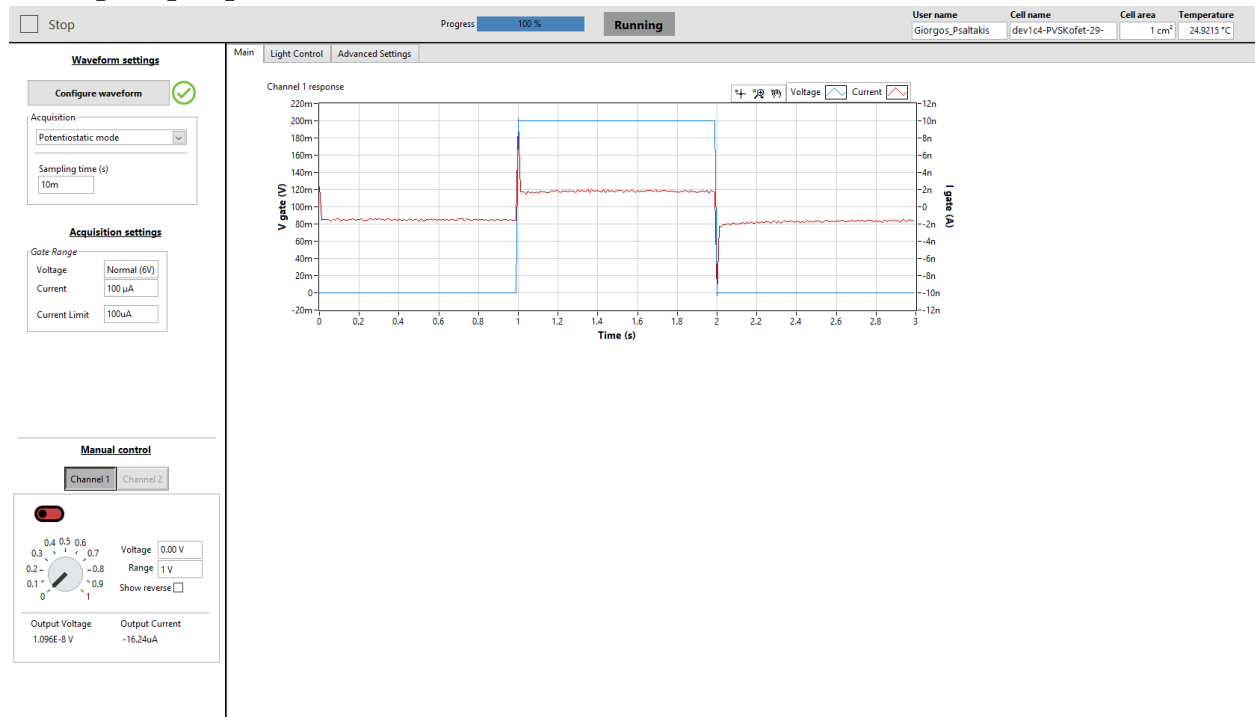 Stop
Progress 100 % Running
User name Cell name Cell area Temperature
Giorgos_Psaltakis dev1c4-PVSKofet-29- 1 cm² 24.9215 °C
Waveform settings
Configure waveform
Acquisition
Potentiostatic mode
Sampling time (s)
10m
Acquisition settings
Gate Range
Voltage Normal (6V)
Current 100 µA
Current Limit 100uA
Manual control
Channel 1 Channel 2
0 0.1 0.2 0.3 0.4 0.5 0.6 0.7 0.8 0.9 1
Voltage 0.00 V
Range 1 V
Show reverse
Output Voltage Output Current
1.096E-8 V -16.24uA
Main Light Control Advanced Settings
Channel 1 response
Voltage Current
V gate (V)
220m
200m
180m
160m
140m
120m
100m
80m
60m
40m
20m
0
-20m
12n
10n
8n
6n
4n
2n
0
-2n
-4n
-6n
-8n
-10n
-12n
I gate (A)
0 0.2 0.4 0.6 0.8 1 1.2 1.4 1.6 1.8 2 2.2 2.4 2.6 2.8 3
Time (s)